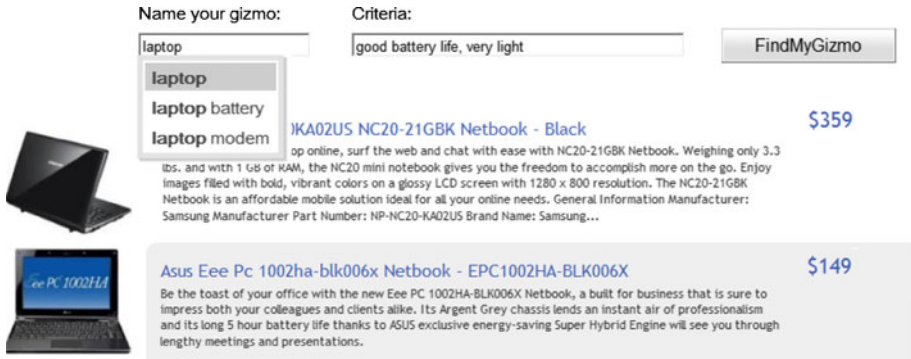 Name your gizmo: Criteria:
laptop good battery life, very light FindMyGizmo
laptop
laptop battery
laptop modem
KA02US NC20-21GBK Netbook - Black $359
op online, surf the web and chat with ease with NC20-21GBK Netbook. Weighing only 3.3
lbs. and with 1 GB of RAM, the NC20 mini notebook gives you the freedom to accomplish more on the go. Enjoy
images filled with bold, vibrant colors on a glossy LCD screen with 1280 x 800 resolution. The NC20-21GBK
Netbook is an affordable mobile solution ideal for all your online needs. General Information Manufacturer:
Samsung Manufacturer Part Number: NP-NC20-KA02US Brand Name: Samsung...
Eee PC 1002HA
Asus Eee Pc 1002ha-blk006x Netbook - EPC1002HA-BLK006X $149
Be the toast of your office with the new Eee PC 1002HA-BLK006X Netbook, a built for business that is sure to
impress both your colleagues and clients alike. Its Argent Grey chassis lends an instant air of professionalism
and its long 5 hour battery life thanks to ASUS exclusive energy-saving Super Hybrid Engine will see you through
lengthy meetings and presentations.